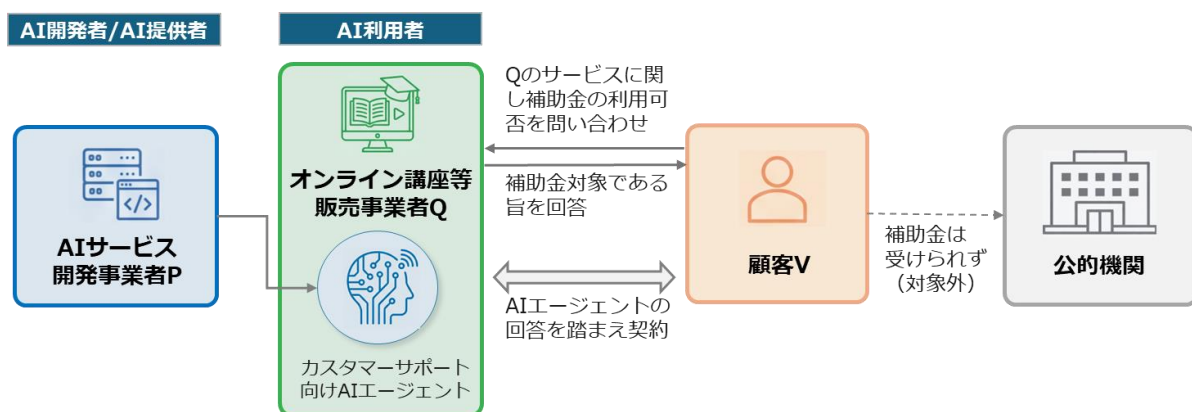 AI開発者/AI提供者
AI利用者
AIサービス
開発事業者P
オンライン講座等
販売事業者Q
カスタマーサポート
向けAIエージェント
Qのサービスに関
し補助金の利用可
否を問い合わせ
補助金対象である
旨を回答
AIエージェントの
回答を踏まえ契約
顧客V
補助金は
受けられず
(対象外)
公的機関